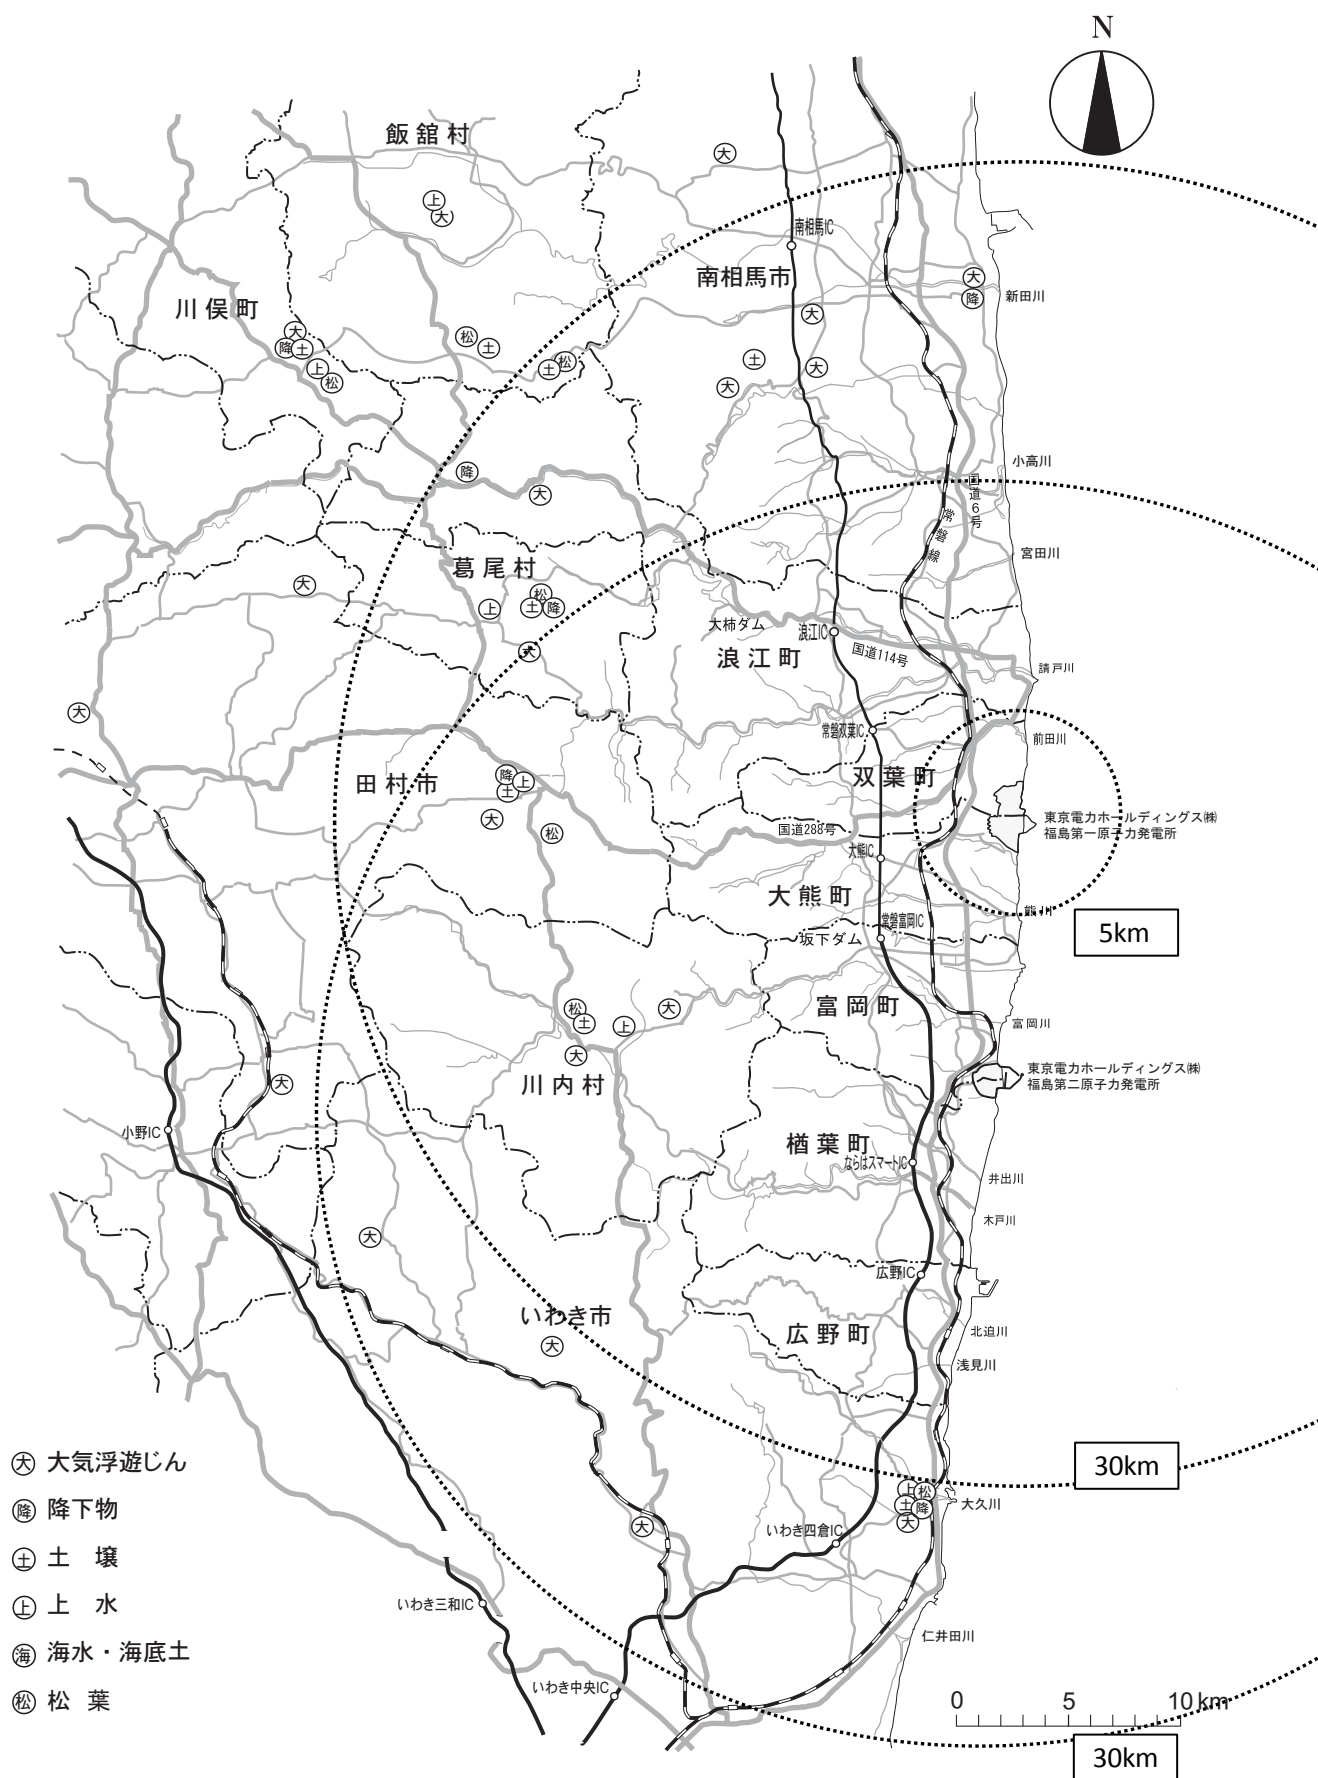 N
飯舘村
大
上
大
南相馬IC
南相馬市
大
降
新田川
川俣町
大
降
土
上
松
松
土
土
松
大
土
大
大
小高川
国道6号
常磐線
降
大
宮田川
葛尾村
大
松
上
土
降
大
大柿ダム
浪江IC
国道114号
浪江町
請戸川
大
常磐双葉IC
前田川
双葉町
田村市
降
上
土
大
松
国道288号
東京電力ホールディングス㈱
福島第一原子力発電所
大熊IC
大熊町
熊川
常磐富岡IC
坂下ダム
5km
富岡町
松
土
上
大
大
富岡川
川内村
東京電力ホールディングス㈱
福島第二原子力発電所
大
小野IC
楢葉町
ならはスマートIC
井出川
木戸川
大
広野IC
いわき市
大
広野町
北迫川
浅見川
30km
上
松
土
降
大
大久川
いわき四倉IC
大
いわき三和IC
仁井田川
いわき中央IC
大 大気浮遊じん
降 降下物
土 土 壌
上 上 水
海 海水・海底土
松 松 葉
0 5 10 km
30km